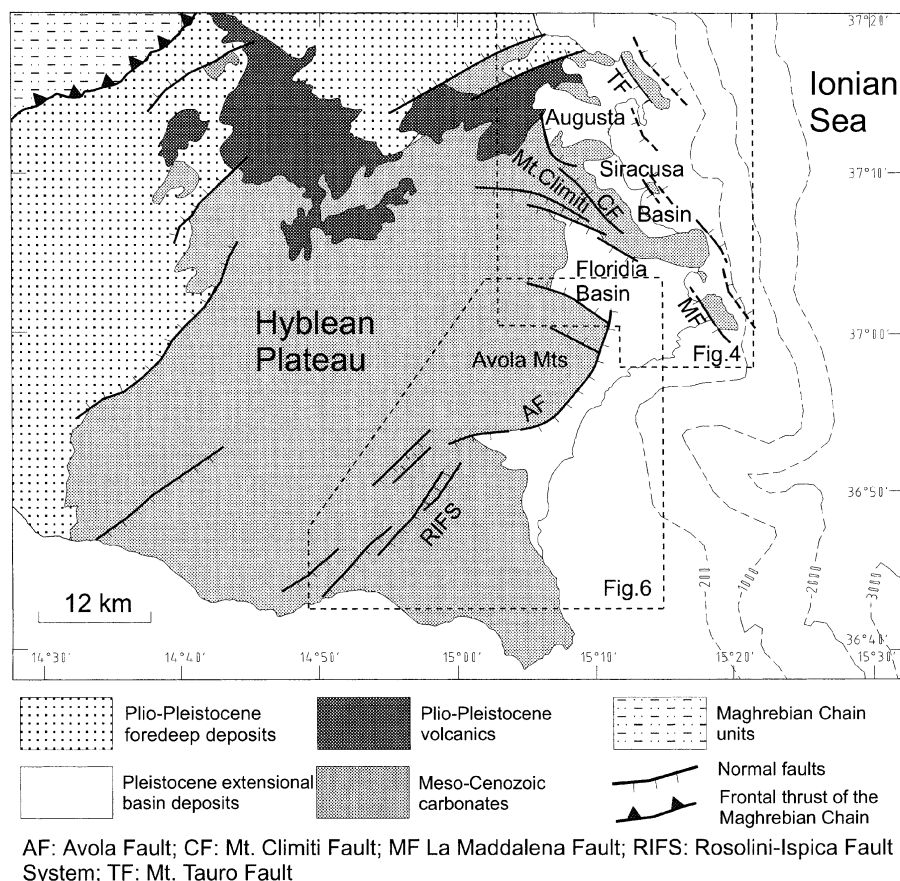 37°20'
Ionian
Sea
TF
Augusta
Siracusa
37°10'
Mt. Climiti
CF
Basin
Floridia
Basin
Hyblean
Plateau
MF
37°00'
Fig.4
Avola Mts
AF
36°50'
RIFS
12 km
Fig.6
200
1000
2000
3000
36°40'
14°30'
14°40'
14°50'
15°00'
15°10'
15°20'
15°30'
Plio-Pleistocene
foredeep deposits
Plio-Pleistocene
volcanics
Maghrebian Chain
units
Pleistocene extensional
basin deposits
Meso-Cenozoic
carbonates
Normal faults
Frontal thrust of the
Maghrebian Chain
AF: Avola Fault; CF: Mt. Climiti Fault; MF La Maddalena Fault; RIFS: Rosolini-Ispica Fault
System; TF: Mt. Tauro Fault